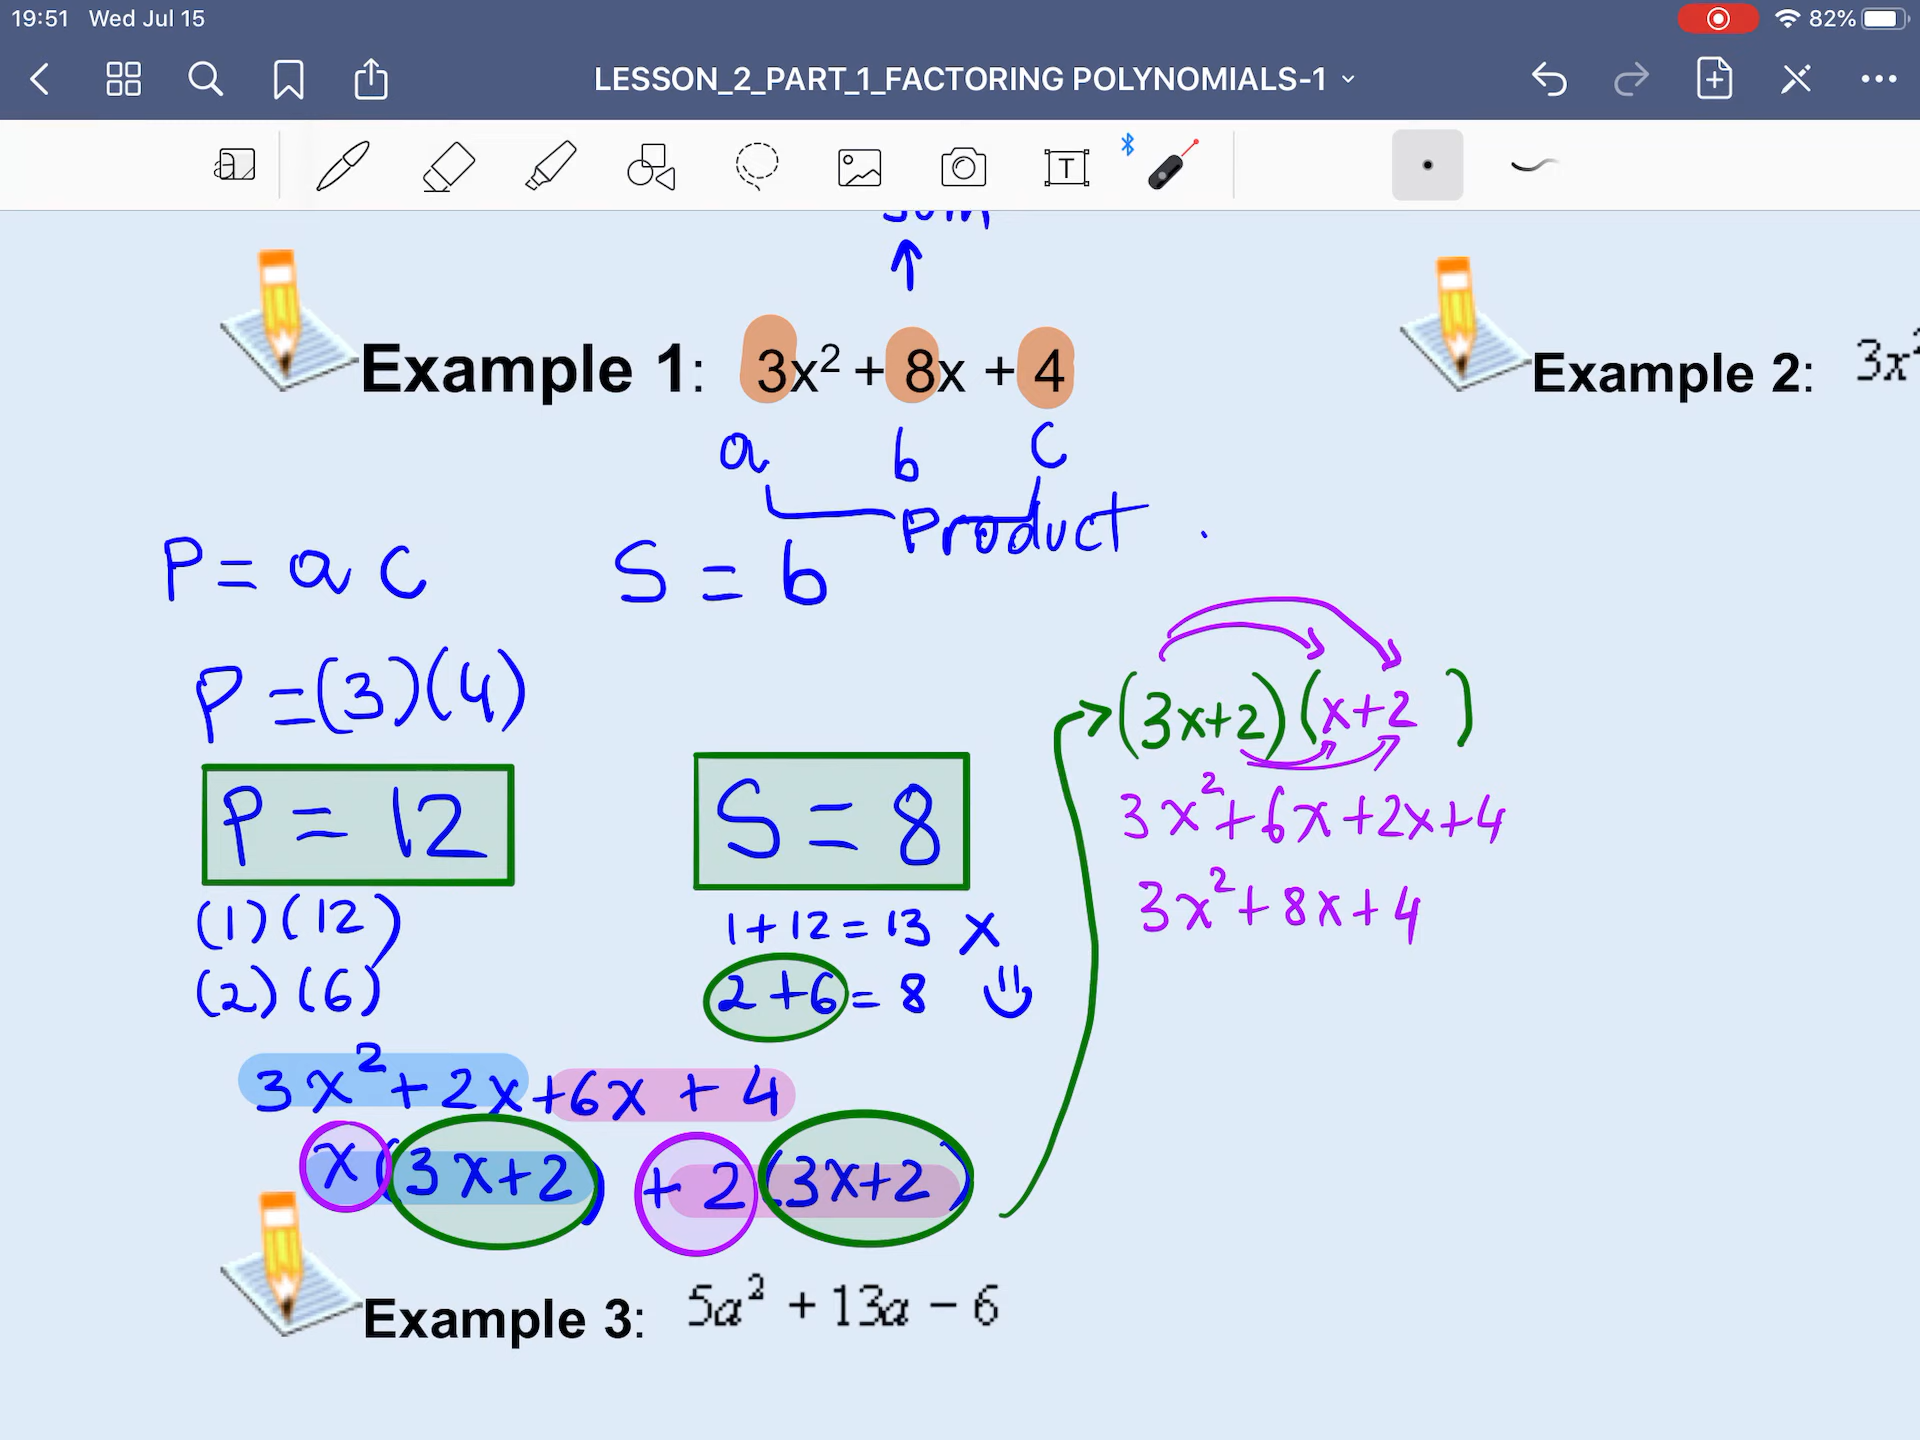 19:51 Wed Jul 15 82%
LESSON_2_PART_1_FACTORING POLYNOMIALS-1
Sum
Example 1: 3x² + 8x + 4
Example 2: 3x²
a b c
Product
P = a c S = b
P = (3)(4)
(3x+2)(x+2)
P = 12 S = 8
3x²+6x+2x+4
3x²+8x+4
(1)(12) 1+12=13 x
(2)(6) 2+6=8
3x²+2x+6x+4
x(3x+2) +2(3x+2)
Example 3: 5a² + 13a − 6